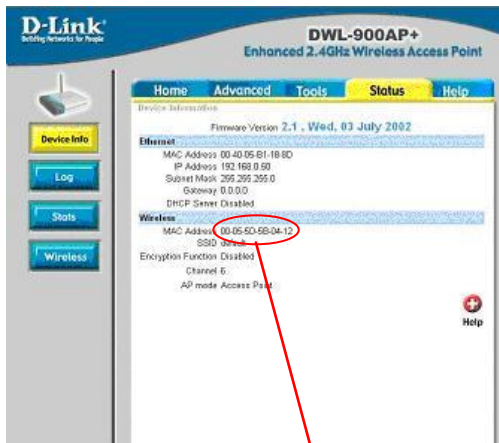 D-Link
Building Networks for People
DWL-900AP+
Enhanced 2.4GHz Wireless Access Point
Home Advanced Tools Status Help
Device Information
Device Info
Log
Stats
Wireless
Firmware Version 2.1 , Wed, 03 July 2002
Ethernet
MAC Address 00-40-05-B1-18-8D
IP Address 192.168.0.50
Subnet Mask 255.255.255.0
Gateway 0.0.0.0
DHCP Server Disabled
Wireless
MAC Address 00-05-5D-5B-04-12
SSID default
Encryption Function Disabled
Channel 6
AP mode Access Point
Help